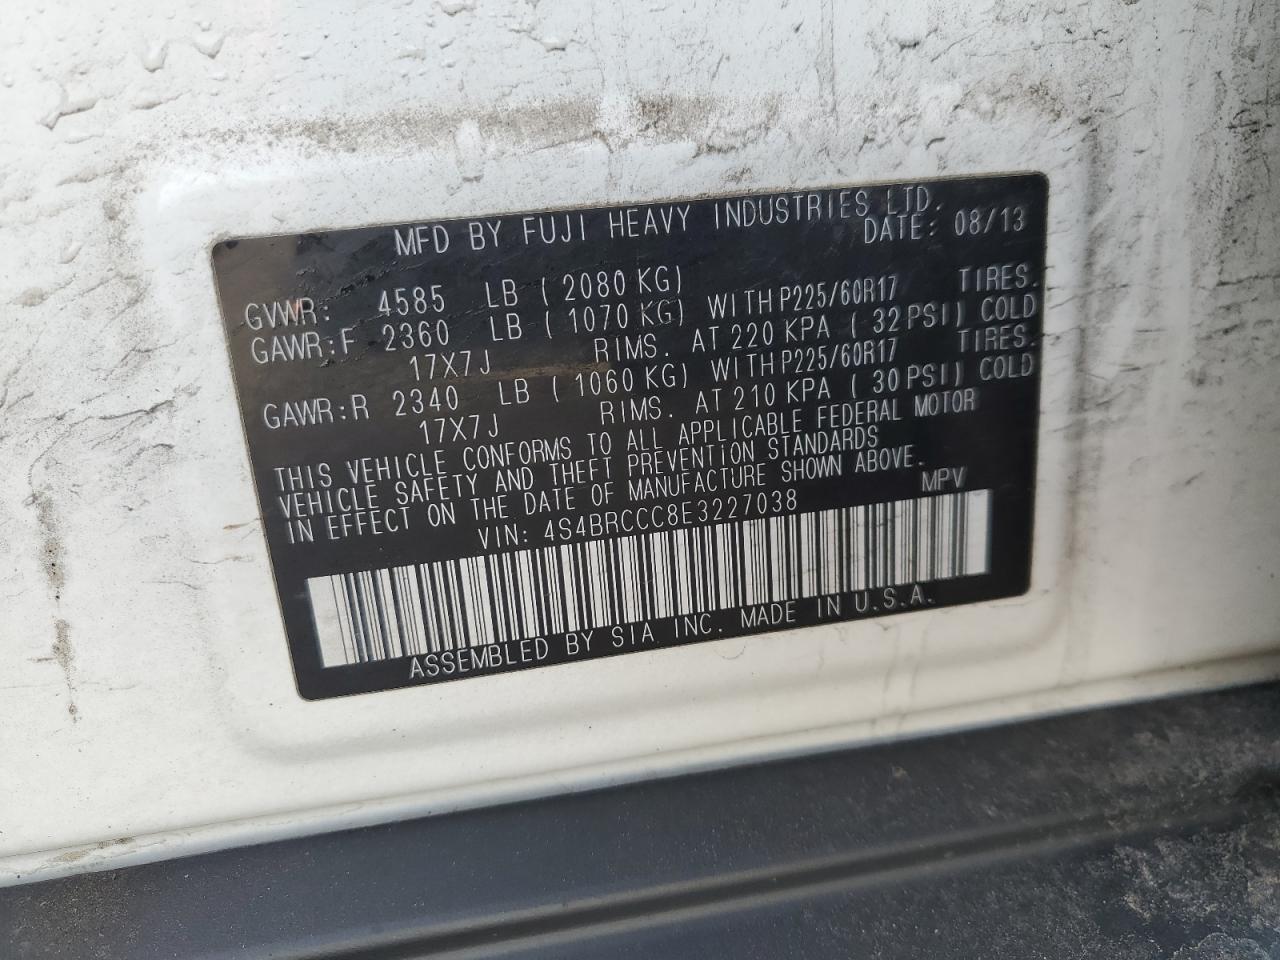 MFD BY FUJI HEAVY INDUSTRIES LTD.
DATE: 08/13
GVWR: 4585 LB ( 2080 KG)
GAWR:F 2360 LB ( 1070 KG) WITH P225/60R17 TIRES.
17X7J RIMS. AT 220 KPA ( 32 PSI) COLD
GAWR:R 2340 LB ( 1060 KG) WITH P225/60R17 TIRES.
17X7J RIMS. AT 210 KPA ( 30 PSI) COLD
THIS VEHICLE CONFORMS TO ALL APPLICABLE FEDERAL MOTOR
VEHICLE SAFETY AND THEFT PREVENTION STANDARDS
IN EFFECT ON THE DATE OF MANUFACTURE SHOWN ABOVE.
VIN: 4S4BRCCC8E3227038 MPV
ASSEMBLED BY SIA INC. MADE IN U.S.A.